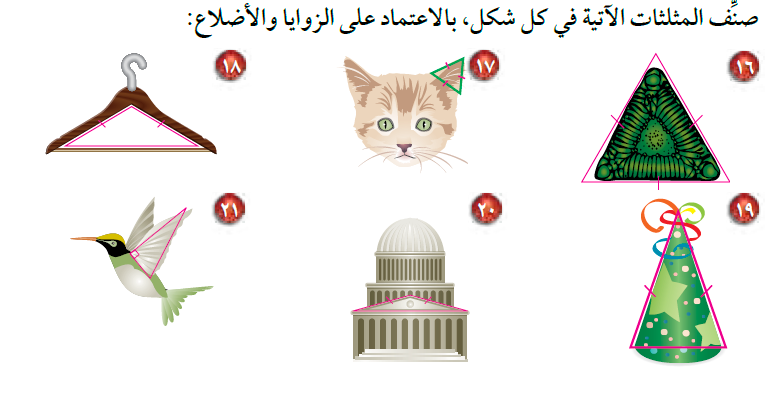 صنِّف المثلثات الآتية في كل شكل، بالاعتماد على الزوايا والأضلاع:
١٦ ١٧ ١٨
١٩ ٢٠ ٢١